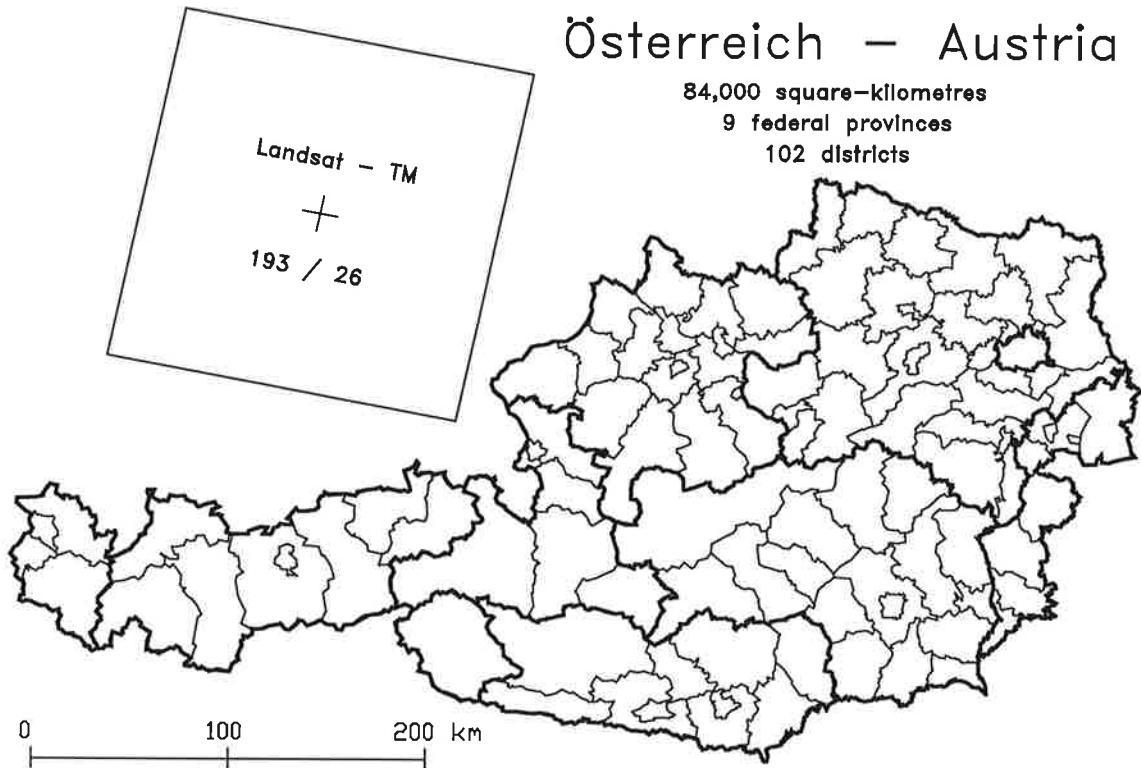 Österreich – Austria
84,000 square-kilometres
9 federal provinces
102 districts
Landsat – TM
193 / 26
0 100 200 km